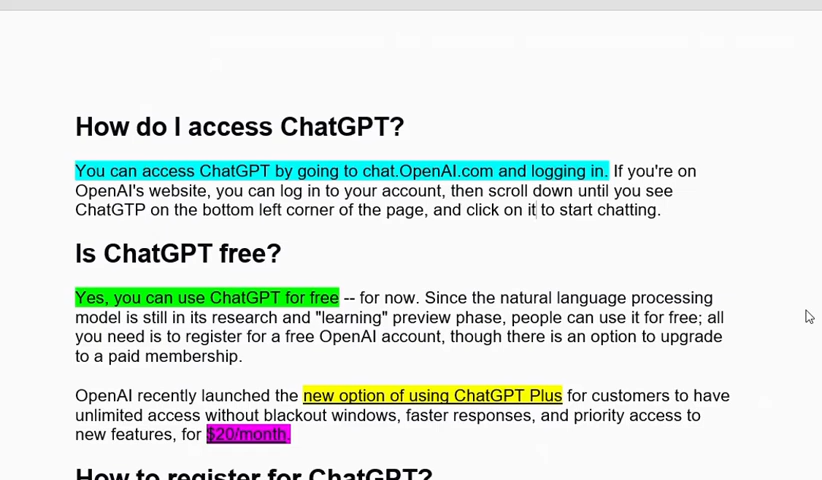 How do I access ChatGPT?
You can access ChatGPT by going to chat.OpenAI.com and logging in. If you're on
OpenAI's website, you can log in to your account, then scroll down until you see
ChatGTP on the bottom left corner of the page, and click on it to start chatting.
Is ChatGPT free?
Yes, you can use ChatGPT for free -- for now. Since the natural language processing
model is still in its research and "learning" preview phase, people can use it for free; all
you need is to register for a free OpenAI account, though there is an option to upgrade
to a paid membership.
OpenAI recently launched the new option of using ChatGPT Plus for customers to have
unlimited access without blackout windows, faster responses, and priority access to
new features, for $20/month.
How to register for ChatGPT?